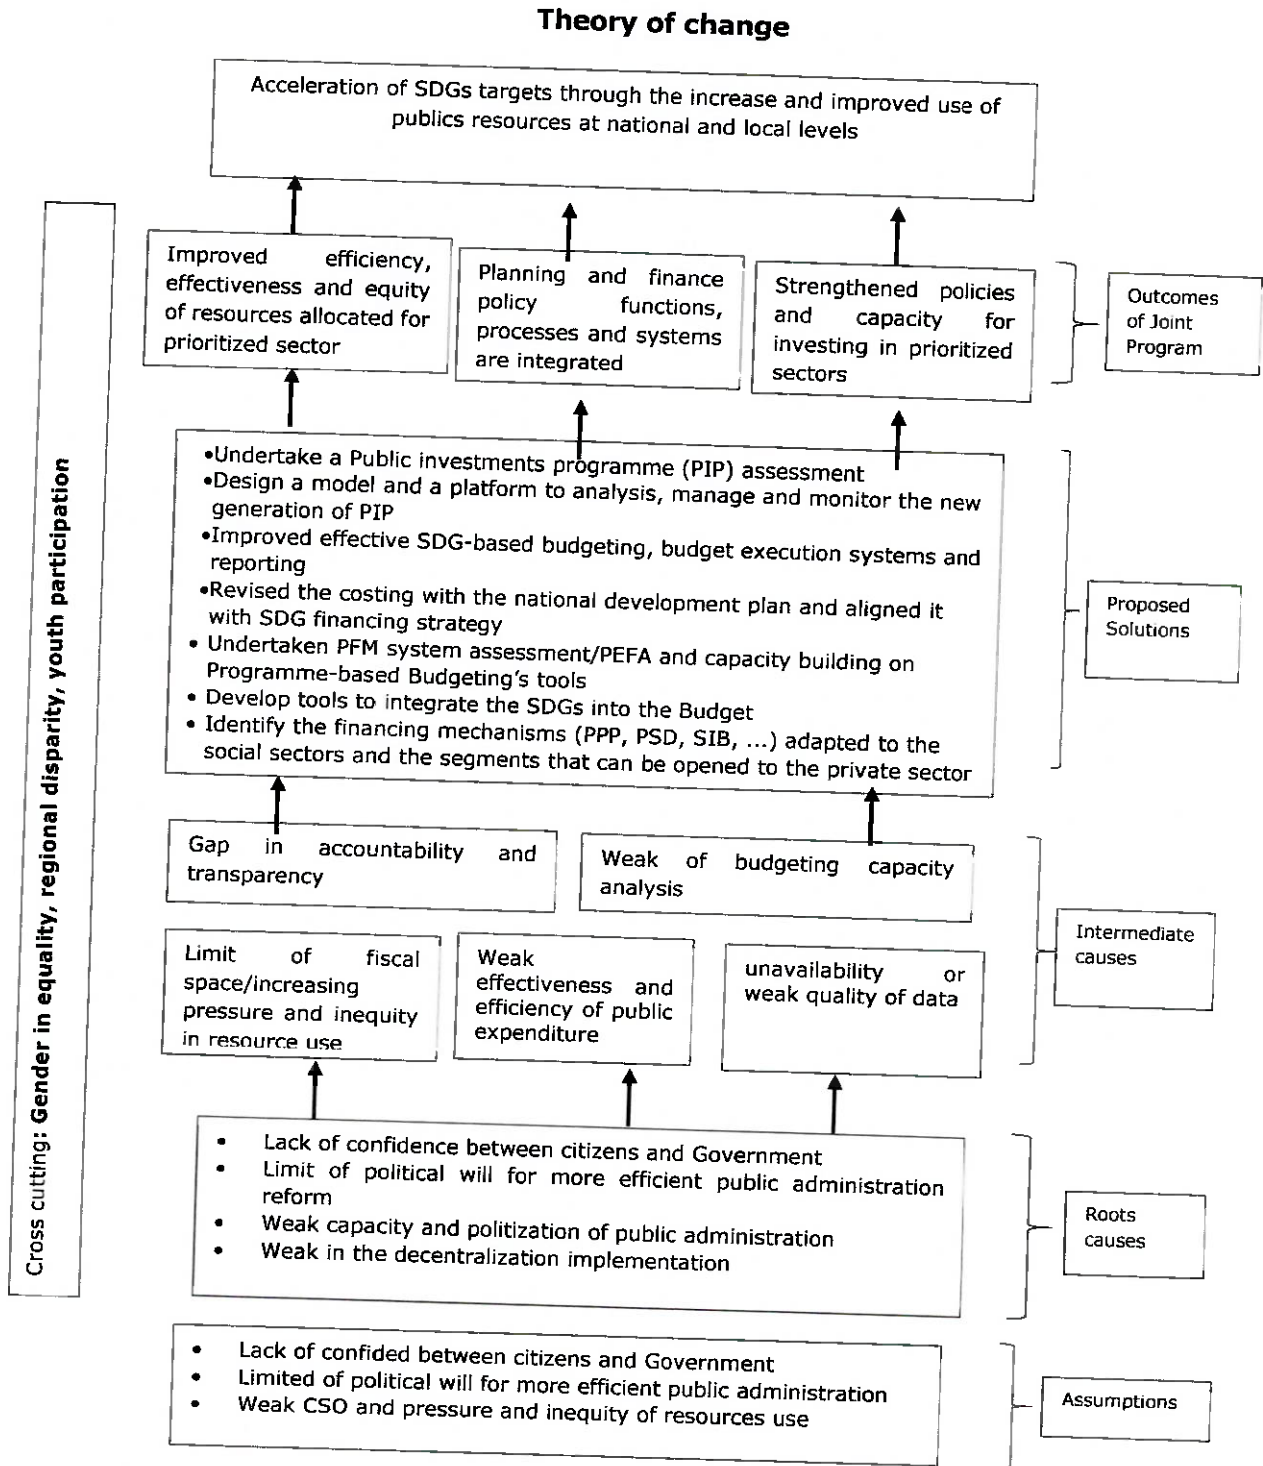 Theory of change
Acceleration of SDGs targets through the increase and improved use of
publics resources at national and local levels
Improved efficiency,
effectiveness and equity
of resources allocated for
prioritized sector
Planning and finance
policy functions,
processes and systems
are integrated
Strengthened policies
and capacity for
investing in prioritized
sectors
Outcomes
of Joint
Program
•Undertake a Public investments programme (PIP) assessment
•Design a model and a platform to analysis, manage and monitor the new
generation of PIP
•Improved effective SDG-based budgeting, budget execution systems and
reporting
•Revised the costing with the national development plan and aligned it
with SDG financing strategy
• Undertaken PFM system assessment/PEFA and capacity building on
Programme-based Budgeting's tools
• Develop tools to integrate the SDGs into the Budget
• Identify the financing mechanisms (PPP, PSD, SIB, ...) adapted to the
social sectors and the segments that can be opened to the private sector
Proposed
Solutions
Gap in accountability and
transparency
Weak of budgeting capacity
analysis
Limit of fiscal
space/increasing
pressure and inequity
in resource use
Weak
effectiveness and
efficiency of public
expenditure
unavailability or
weak quality of data
Intermediate
causes
• Lack of confidence between citizens and Government
• Limit of political will for more efficient public administration
reform
• Weak capacity and politization of public administration
• Weak in the decentralization implementation
Roots
causes
• Lack of confided between citizens and Government
• Limited of political will for more efficient public administration
• Weak CSO and pressure and inequity of resources use
Assumptions
Cross cutting: Gender in equality, regional disparity, youth participation